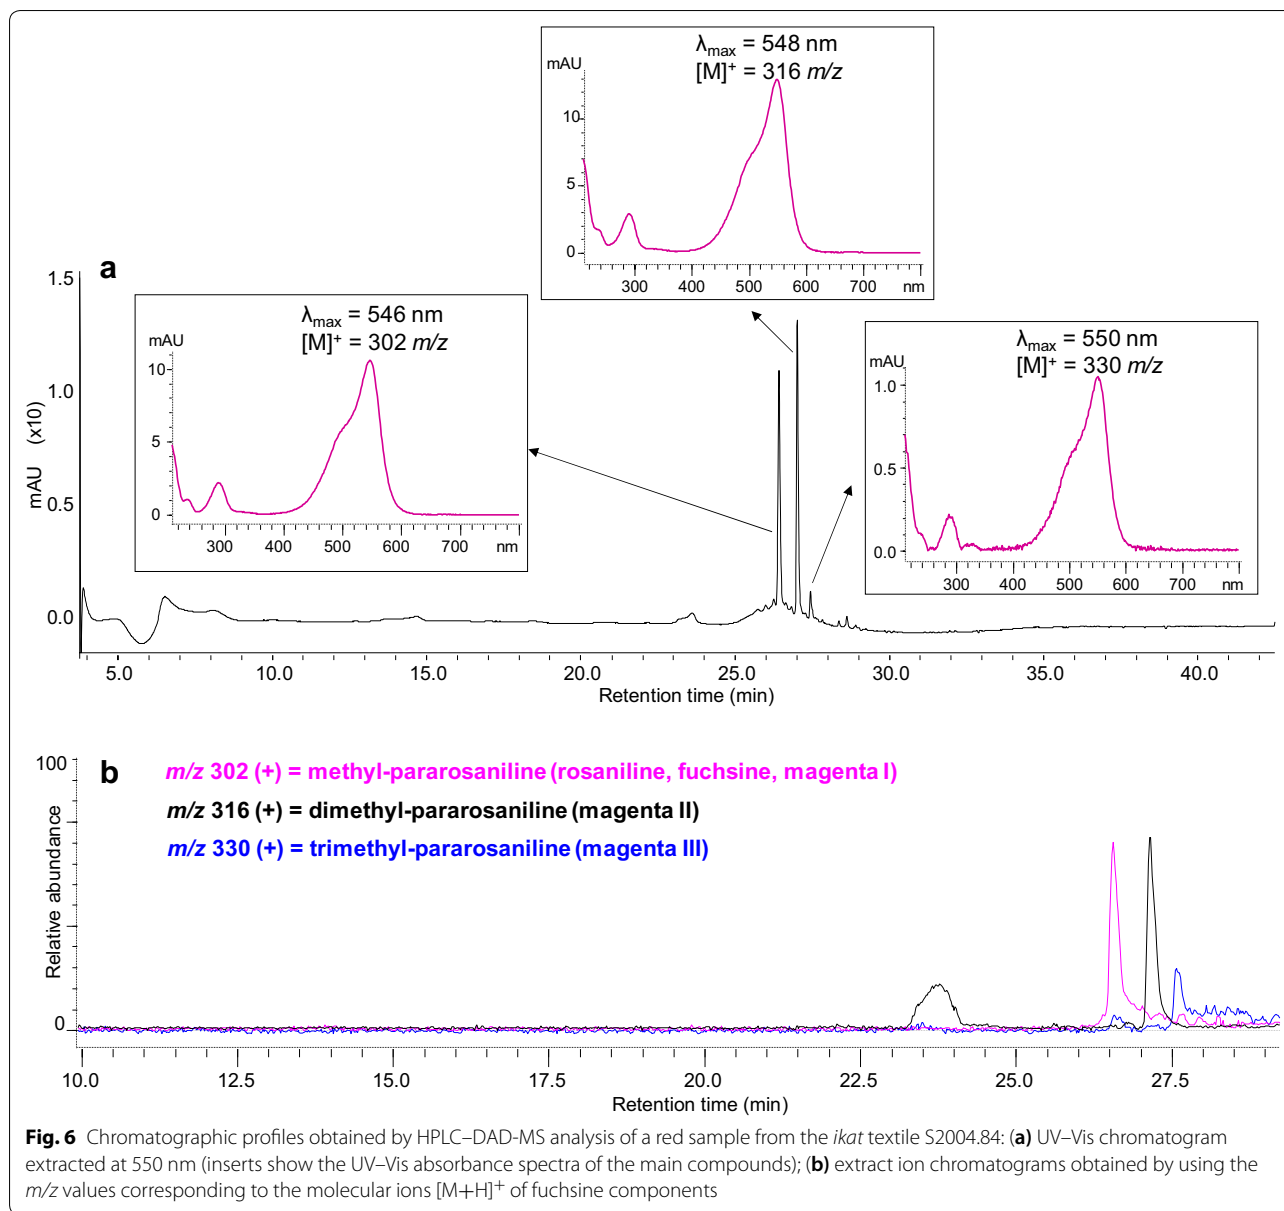 λmax = 548 nm
[M]+ = 316 m/z
mAU
10
5
0
300 400 500 600 700 nm
a
1.5
1.0
0.5
0.0
mAU (x10)
λmax = 546 nm
[M]+ = 302 m/z
mAU
10
5
0
300 400 500 600 700 nm
λmax = 550 nm
[M]+ = 330 m/z
mAU
1.0
0.5
0.0
300 400 500 600 700 nm
5.0 10.0 15.0 20.0 25.0 30.0 35.0 40.0
Retention time (min)
b
100
0
Relative abundance
m/z 302 (+) = methyl-pararosaniline (rosaniline, fuchsine, magenta I)
m/z 316 (+) = dimethyl-pararosaniline (magenta II)
m/z 330 (+) = trimethyl-pararosaniline (magenta III)
10.0 12.5 15.0 17.5 20.0 22.5 25.0 27.5
Retention time (min)
Fig. 6 Chromatographic profiles obtained by HPLC–DAD-MS analysis of a red sample from the ikat textile S2004.84: (a) UV–Vis chromatogram
extracted at 550 nm (inserts show the UV–Vis absorbance spectra of the main compounds); (b) extract ion chromatograms obtained by using the
m/z values corresponding to the molecular ions [M+H]+ of fuchsine components